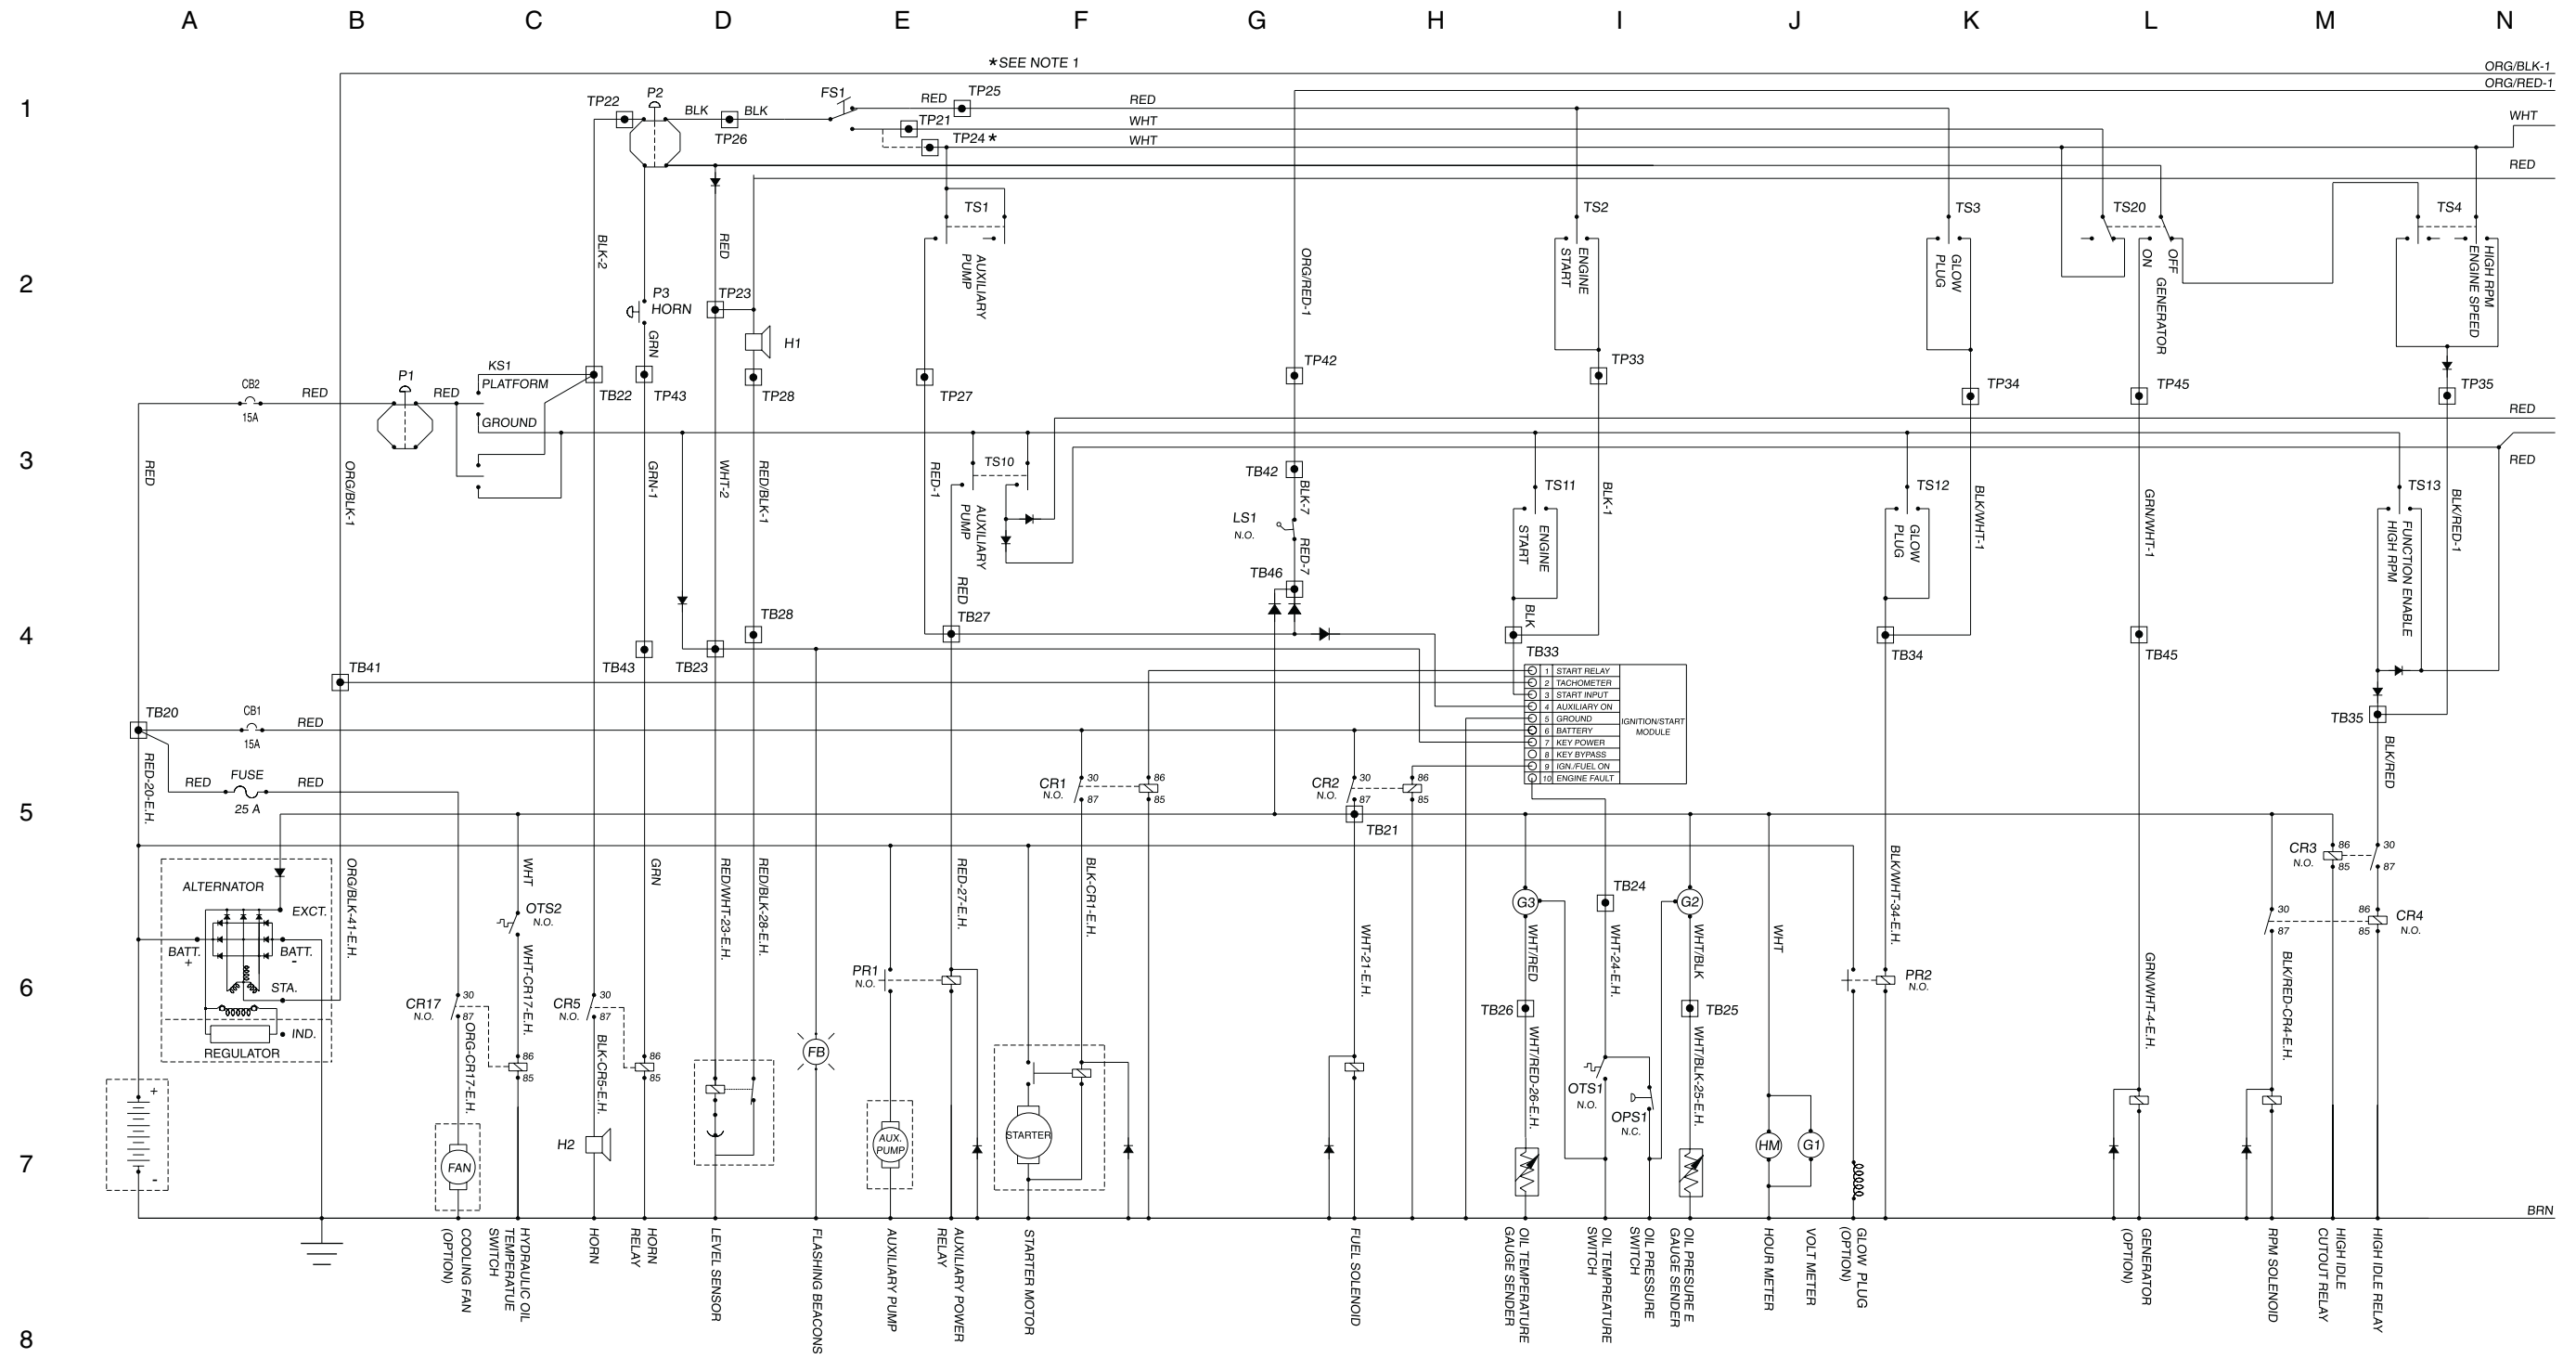 A B C D E F G H I J K L M N
*SEE NOTE 1
ORG/BLK-1
ORG/RED-1
1
TP22
P2
BLK
BLK
TP26
FS1
RED
TP25
TP21
TP24*
RED
WHT
WHT
WHT
RED
BLK-2
RED
TS1
AUXILIARY
PUMP
ORG/RED-1
TS2
ENGINE
START
TS3
GLOW
PLUG
TS20
ON
OFF
GENERATOR
TS4
HIGH RPM
ENGINE SPEED
2
P3
HORN
GRN
TP23
H1
CB2
15A
RED
P1
RED
KS1
PLATFORM
GROUND
TB22
TP43
TP28
TP27
TP42
TP33
TP34
TP45
TP35
RED
3
RED
ORG/BLK-1
GRN-1
WHT-2
RED/BLK-1
RED-1
TS10
AUXILIARY
PUMP
RED
TB42
BLK-7
LS1
N.O.
RED-7
TB46
TS11
ENGINE
START
BLK
BLK-1
TS12
GLOW
PLUG
BLK/WHT-1
GRN/WHT-1
TS13
FUNCTION ENABLE
HIGH RPM
BLK/RED-1
RED
4
TB41
TB43
TB23
TB28
TB27
TB33
TB34
TB45
TB35
1 START RELAY
2 TACHOMETER
3 START INPUT
4 AUXILIARY ON
5 GROUND
6 BATTERY
7 KEY POWER
8 KEY BYPASS
9 IGN./FUEL ON
10 ENGINE FAULT
IGNITION/START
MODULE
TB20
CB1
15A
RED
RED-20-E.H.
RED
FUSE
25 A
RED
CR1
N.O.
30
87
86
85
CR2
N.O.
30
87
86
85
TB21
BLK/RED
5
ALTERNATOR
EXCT.
BATT.
+
BATT.
-
STA.
IND.
REGULATOR
ORG/BLK-41-E.H.
WHT
OTS2
N.O.
WHT-CR17-E.H.
GRN
RED/WHT-23-E.H.
RED/BLK-28-E.H.
RED-27-E.H.
BLK-CR1-E.H.
WHT-21-E.H.
G3
WHT/RED
TB24
WHT-24-E.H.
G2
WHT/BLK
WHT
BLK/WHT-34-E.H.
CR3
N.O.
86
85
30
87
CR4
N.O.
30
87
86
85
6
CR17
N.O.
30
87
ORG-CR17-E.H.
86
85
CR5
N.O.
30
87
BLK-CR5-E.H.
86
85
PR1
N.O.
TB26
WHT/RED-26-E.H.
TB25
WHT/BLK-25-E.H.
PR2
N.O.
GRN/WHT-4-E.H.
BLK/RED-CR4-E.H.
FB
OTS1
N.O.
OPS1
N.C.
7
+
-
FAN
H2
AUX.
PUMP
STARTER
HM
G1
BRN
COOLING FAN
(OPTION)
HYDRAULIC OIL
TEMPERATUE
SWITCH
HORN
HORN
RELAY
LEVEL SENSOR
FLASHING BEACONS
AUXILIARY PUMP
AUXILIARY POWER
RELAY
STARTER MOTOR
FUEL SOLENOID
OIL TEMPERATURE
GAUGE SENDER
OIL TEMPREATURE
SWITCH
OIL PRESSURE
SWITCH
OIL PRESURE E
GAUGE SENDER
HOUR METER
VOLT METER
GLOW PLUG
(OPTION)
GENERATOR
(OPTION)
RPM SOLENOID
HIGH IDLE
CUTOUT RELAY
HIGH IDLE RELAY
8